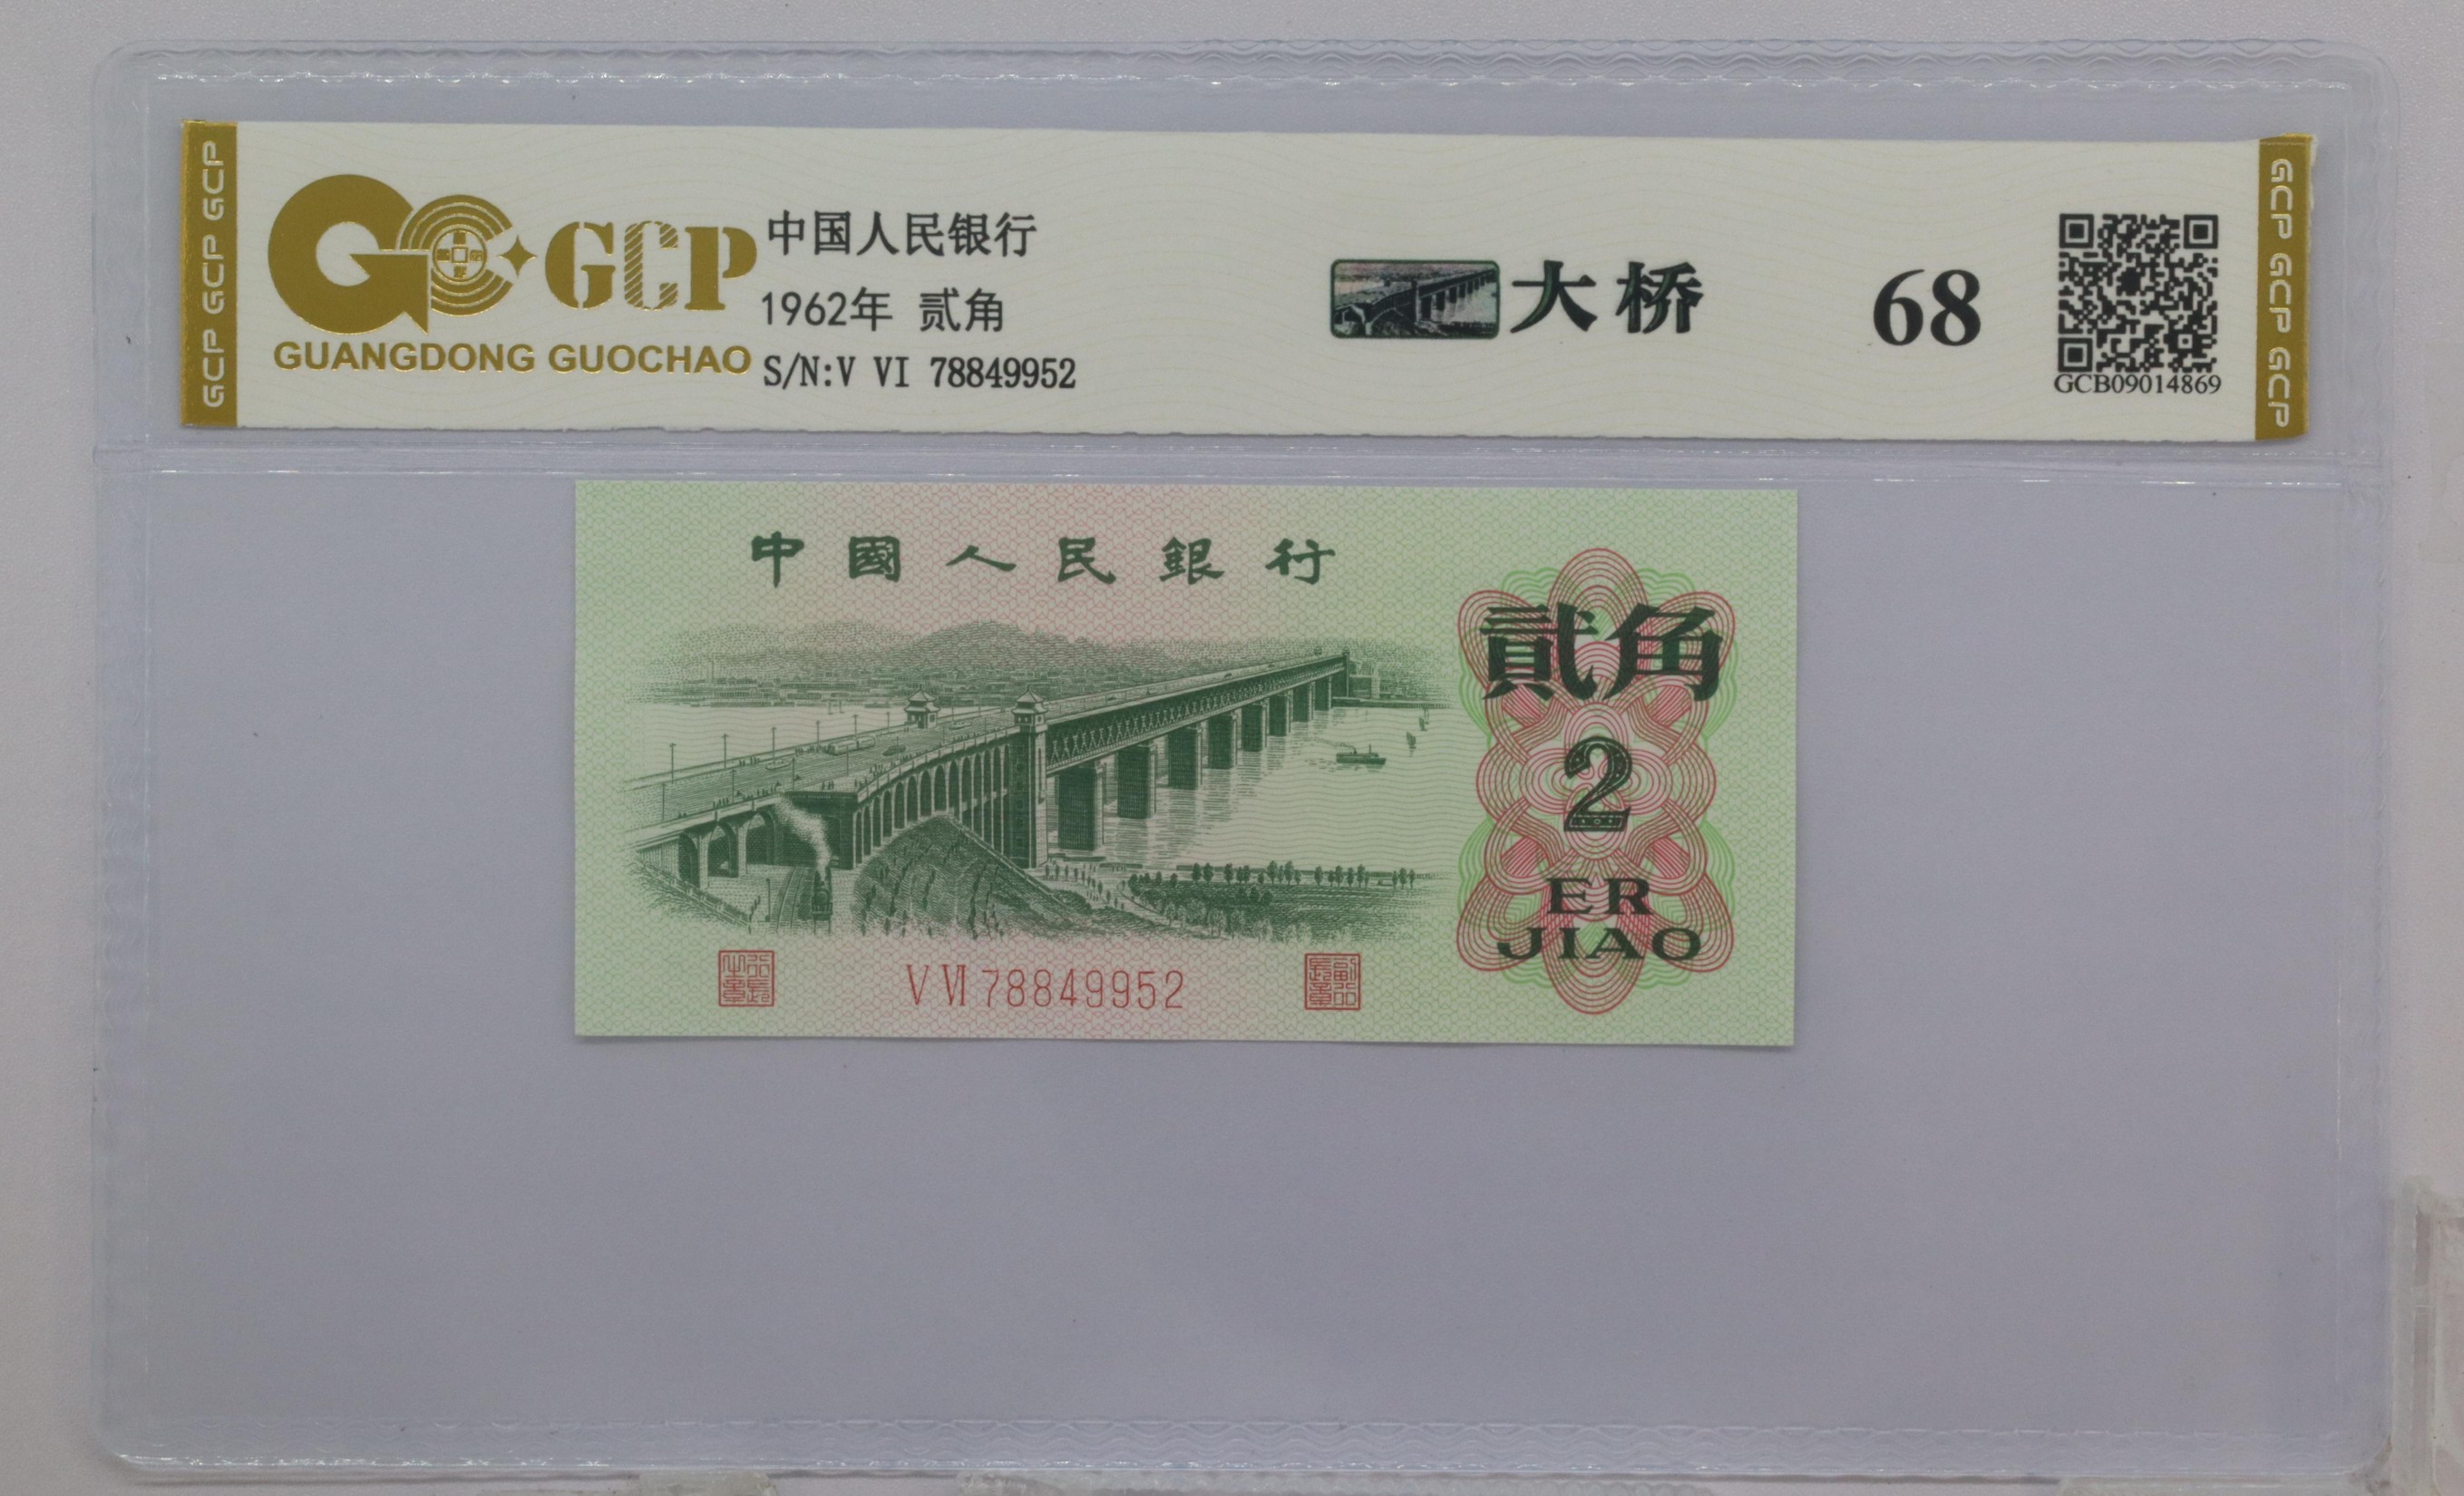 GCP GCP GCP
GCP
GUANGDONG GUOCHAO
中国人民银行
1962年 贰角
S/N:V VI 78849952
大桥
68
GCB09014869
GCP GCP GCP
中國人民銀行
貳角
2
ER
JIAO
V VI 78849952